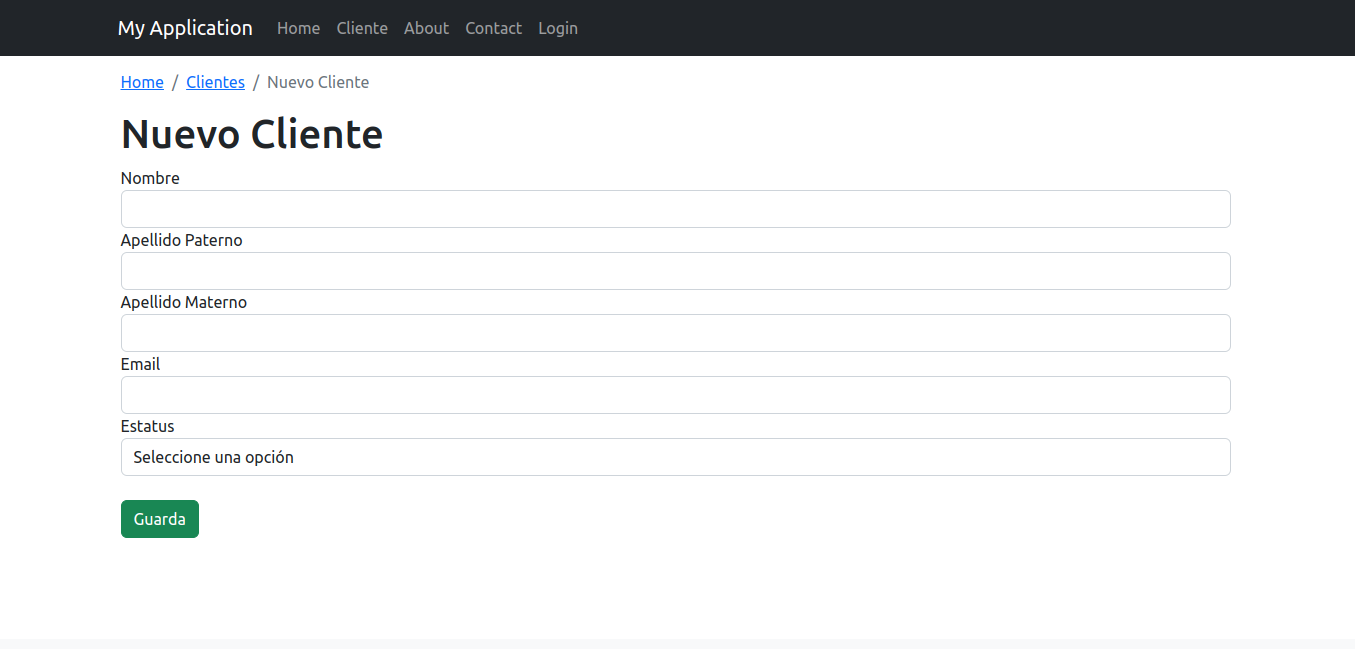 My Application Home Cliente About Contact Login
Home / Clientes / Nuevo Cliente
Nuevo Cliente
Nombre
Apellido Paterno
Apellido Materno
Email
Estatus
Seleccione una opción
Guarda